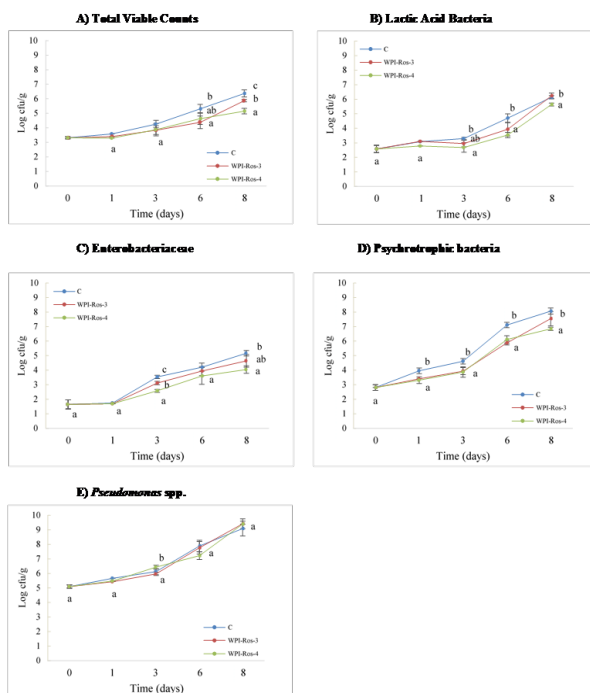 A) Total Viable Counts
10
9
8
7
6
5
4
3
2
1
0
Log cfu/g
a
a
b
ab
a
c
b
a
C
WPI-Ros-3
WPI-Ros-4
0 1 3 6 8
Time (days)
B) Lactic Acid Bacteria
10
9
8
7
6
5
4
3
2
1
0
Log cfu/g
C
WPI-Ros-3
WPI-Ros-4
a
a
b
ab
a
b
a
b
a
0 1 3 6 8
Time (days)
C) Enterobacteriaceae
10
9
8
7
6
5
4
3
2
1
0
Log cfu/g
C
WPI-Ros-3
WPI-Ros-4
a
a
c
b
a
a
b
ab
a
0 1 3 6 8
Time (days)
D) Psychrotrophic bacteria
10
9
8
7
6
5
4
3
2
1
0
Log cfu/g
a
b
a
b
a
b
a
b
a
C
WPI-Ros-3
WPI-Ros-4
0 1 3 6 8
Time (days)
E) Pseudomonas spp.
10
9
8
7
6
5
4
3
2
1
0
Log cfu/g
a
a
b
a
a
a
C
WPI-Ros-3
WPI-Ros-4
0 1 3 6 8
Time (days)